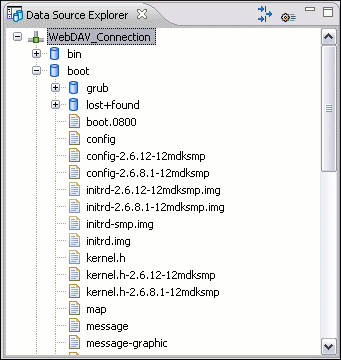 Data Source Explorer
WebDAV_Connection
bin
boot
grub
lost+found
boot.0800
config
config-2.6.12-12mdksmp
config-2.6.8.1-12mdksmp
initrd-2.6.12-12mdksmp.img
initrd-2.6.8.1-12mdksmp.img
initrd-smp.img
initrd.img
kernel.h
kernel.h-2.6.12-12mdksmp
kernel.h-2.6.8.1-12mdksmp
map
message
message-graphic